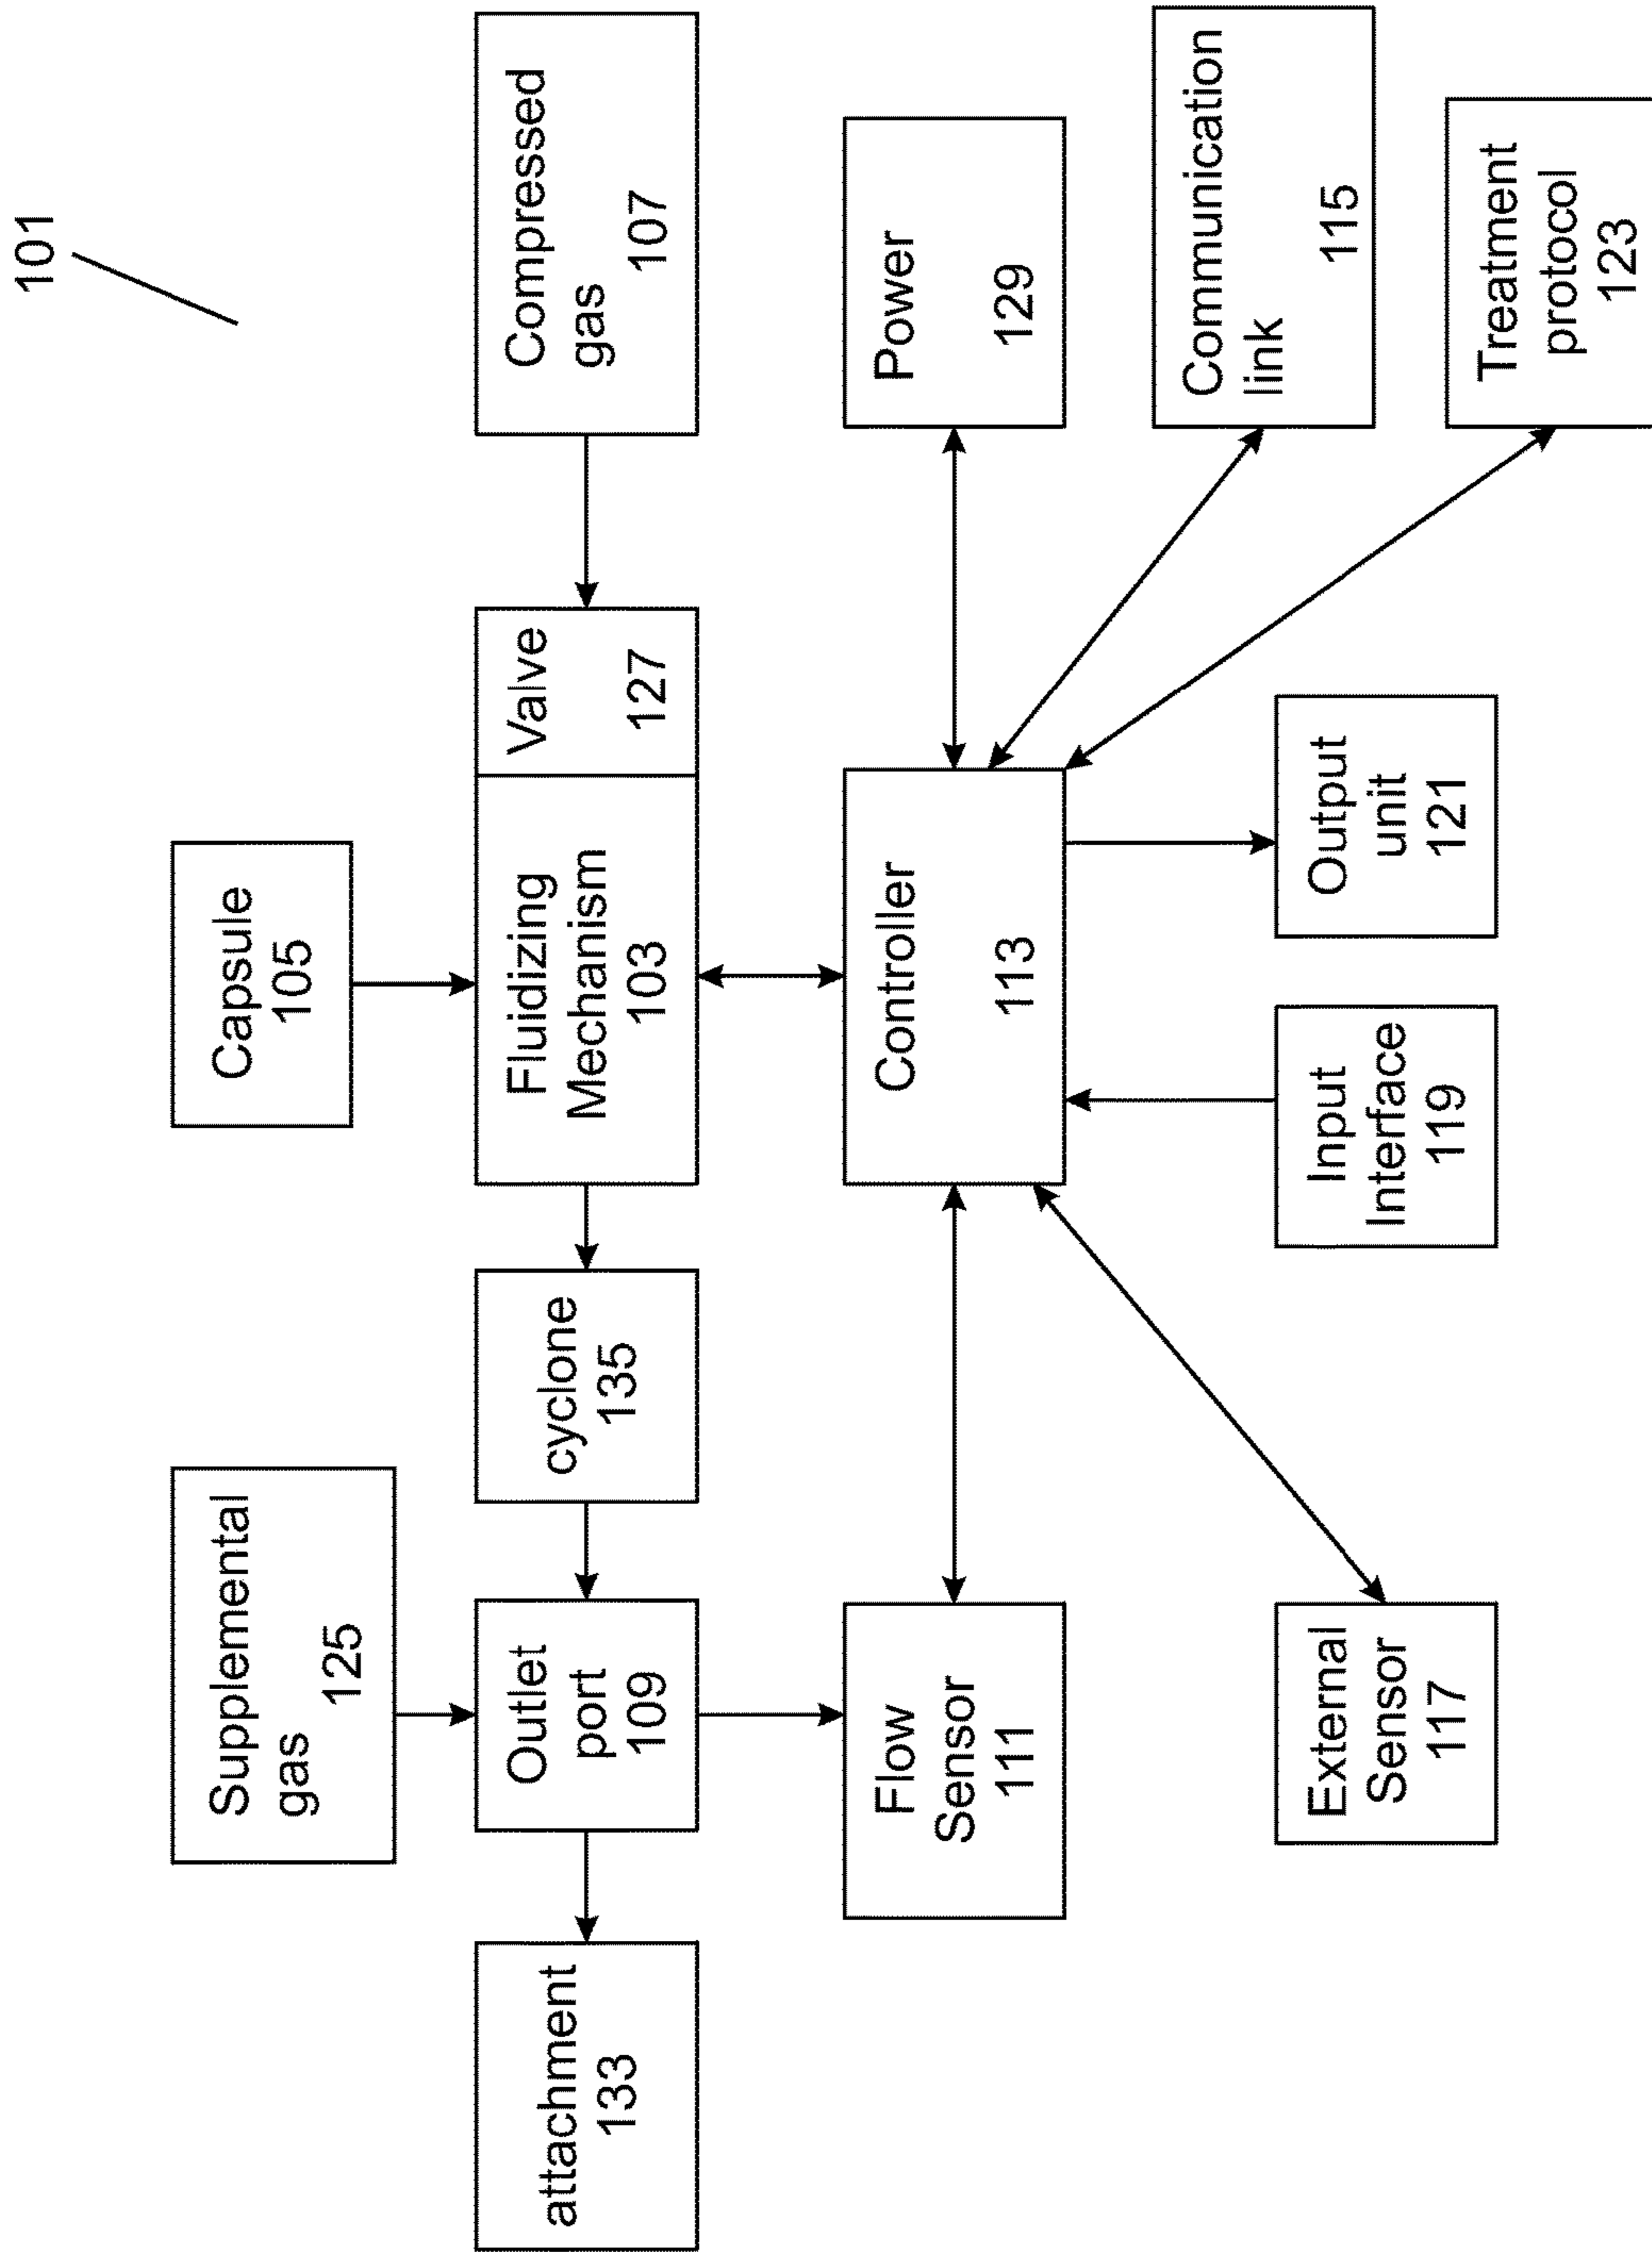 101
Supplemental
gas
125
Capsule
105
attachment
133
Outlet
port
109
cyclone
135
Fluidizing
Mechanism
103
Valve
127
Compressed
gas
107
Flow
Sensor
111
Controller
113
Power
129
Communication
link
115
External
Sensor
117
Input
Interface
119
Output
unit
121
Treatment
protocol
123